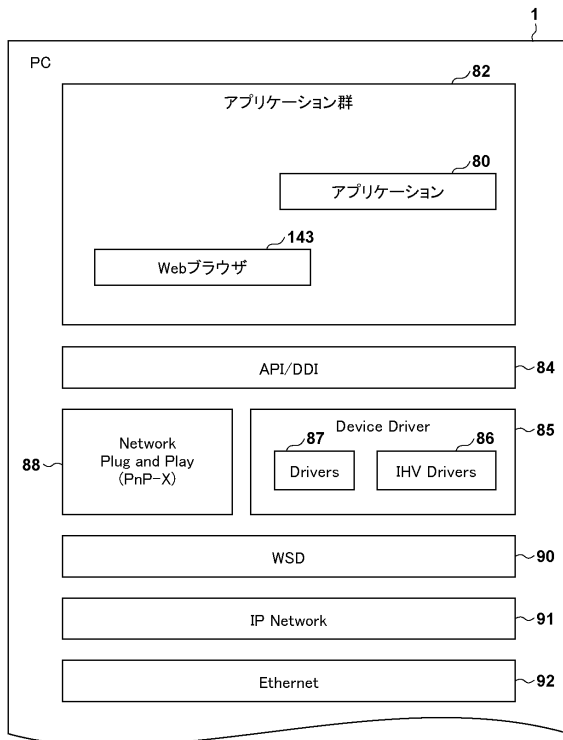 1
PC
82
アプリケーション群
80
アプリケーション
143
Webブラウザ
API/DDI
84
88
Network
Plug and Play
(PnP-X)
Device Driver
85
87
Drivers
86
IHV Drivers
WSD
90
IP Network
91
Ethernet
92